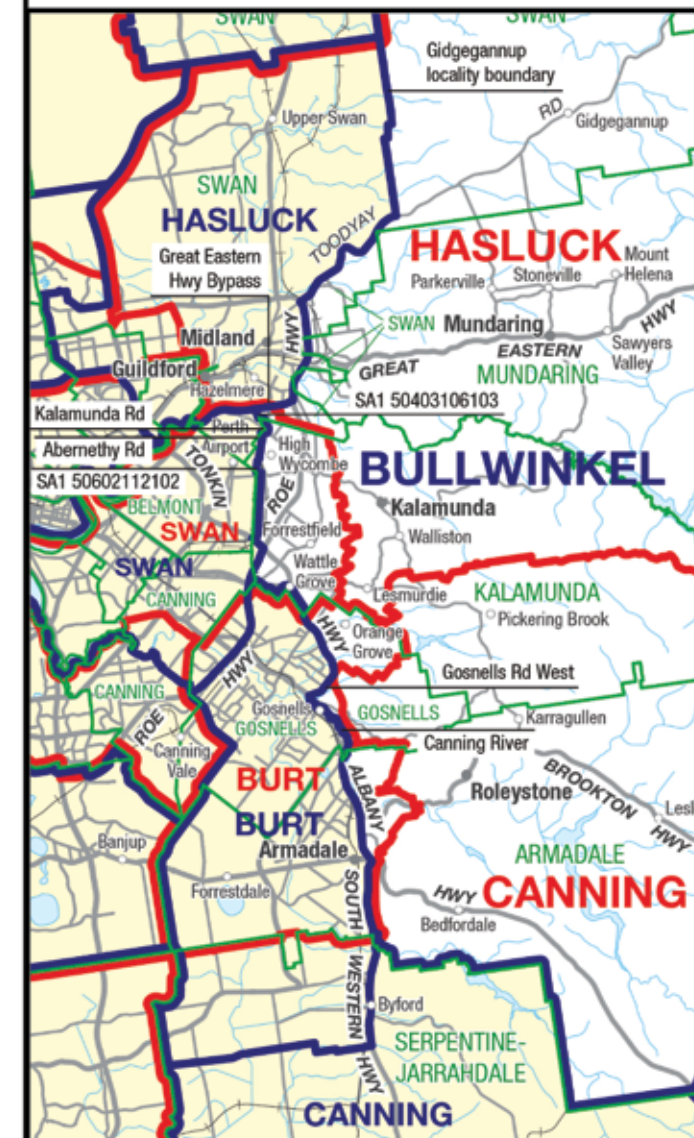 SWAN
SWAN
Gidgegannup
locality boundary
RD
Gidgegannup
Upper Swan
SWAN
HASLUCK
TOODYAY
HASLUCK
Great Eastern
Hwy Bypass
Mount
Helena
Parkerville
Stoneville
HWY
SWAN
Mundaring
HWY
Midland
EASTERN
Sawyers
Valley
Guildford
GREAT
MUNDARING
Hazelmere
SA1 50403106103
Kalamunda Rd
Perth
Airport
Abernethy Rd
High
Wycombe
BULLWINKEL
SA1 50602112102
TONKIN
ROE
Kalamunda
BELMONT
SWAN
Forrestfield
Walliston
SWAN
Wattle
Grove
CANNING
Lesmurdie
KALAMUNDA
Pickering Brook
HWY
Orange
Grove
HWY
Gosnells Rd West
CANNING
Gosnells
GOSNELLS
GOSNELLS
Karragullen
ROE
Canning
Vale
Canning River
BURT
ALBANY
Roleystone
BROOKTON
HWY
Lesl
BURT
Banjup
Armadale
ARMADALE
Forrestdale
SOUTH
HWY
CANNING
Bedfordale
WESTERN
Byford
SERPENTINE-
JARRAHDALE
HWY
CANNING